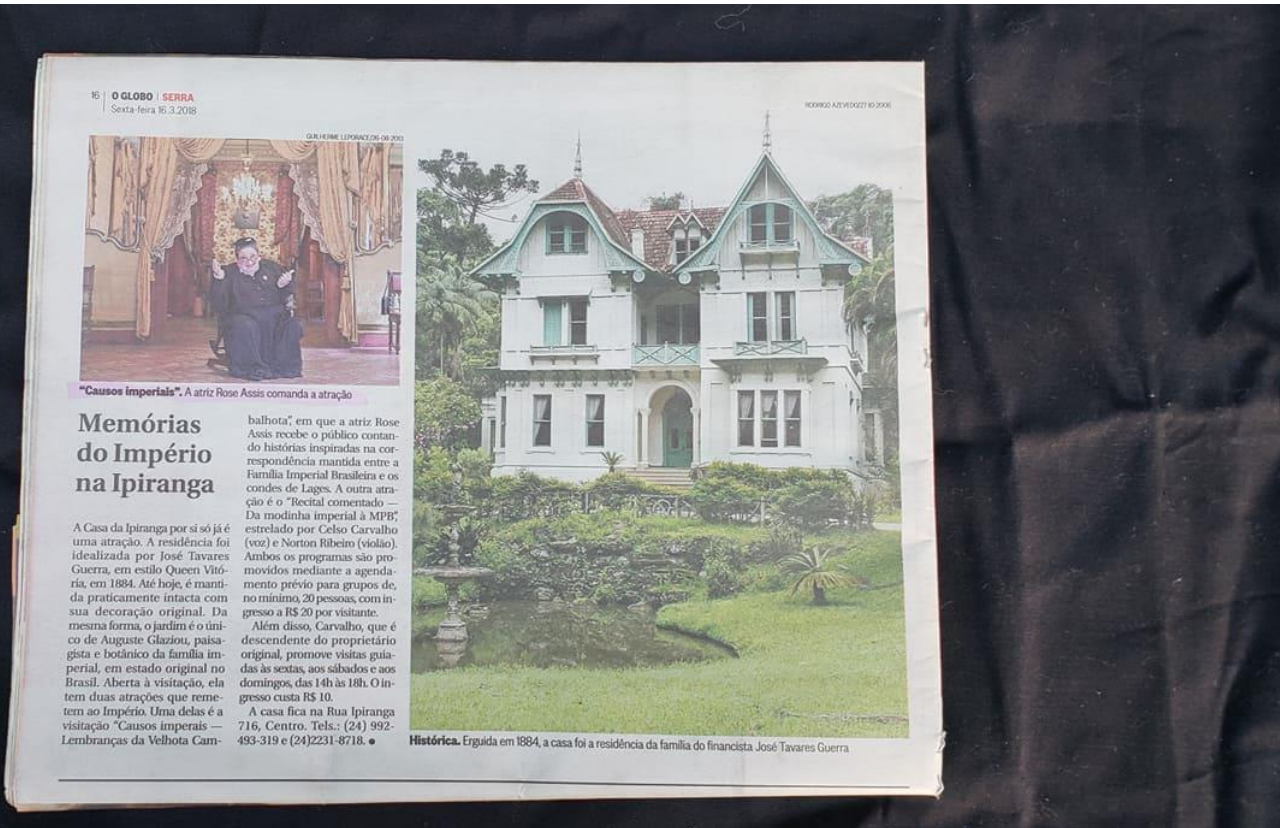 16 | O GLOBO | SERRA
Sexta-feira 16.3.2018
GUILHERME LEPORACE/06-08-2013
RODRIGO AZEVEDO/27-10-2006
"Causos imperiais". A atriz Rose Assis comanda a atração
Memórias
do Império
na Ipiranga
A Casa da Ipiranga por si só já é
uma atração. A residência foi
idealizada por José Tavares
Guerra, em estilo Queen Vitó-
ria, em 1884. Até hoje, é manti-
da praticamente intacta com
sua decoração original. Da
mesma forma, o jardim é o úni-
co de Auguste Glaziou, paisa-
gista e botânico da família im-
perial, em estado original no
Brasil. Aberta à visitação, ela
tem duas atrações que reme-
tem ao Império. Uma delas é a
visitação "Causos imperais —
Lembranças da Velhota Cam-
balhota", em que a atriz Rose
Assis recebe o público contan-
do histórias inspiradas na cor-
respondência mantida entre a
Família Imperial Brasileira e os
condes de Lages. A outra atra-
ção é o "Recital comentado —
Da modinha imperial à MPB",
estrelado por Celso Carvalho
(voz) e Norton Ribeiro (violão).
Ambos os programas são pro-
movidos mediante a agenda-
mento prévio para grupos de,
no mínimo, 20 pessoas, com in-
gresso a R$ 20 por visitante.
Além disso, Carvalho, que é
descendente do proprietário
original, promove visitas guia-
das às sextas, aos sábados e aos
domingos, das 14h às 18h. O in-
gresso custa R$ 10.
A casa fica na Rua Ipiranga
716, Centro. Tels.: (24) 992-
493-319 e (24)2231-8718. ●
Histórica. Erguida em 1884, a casa foi a residência da família do financista José Tavares Guerra